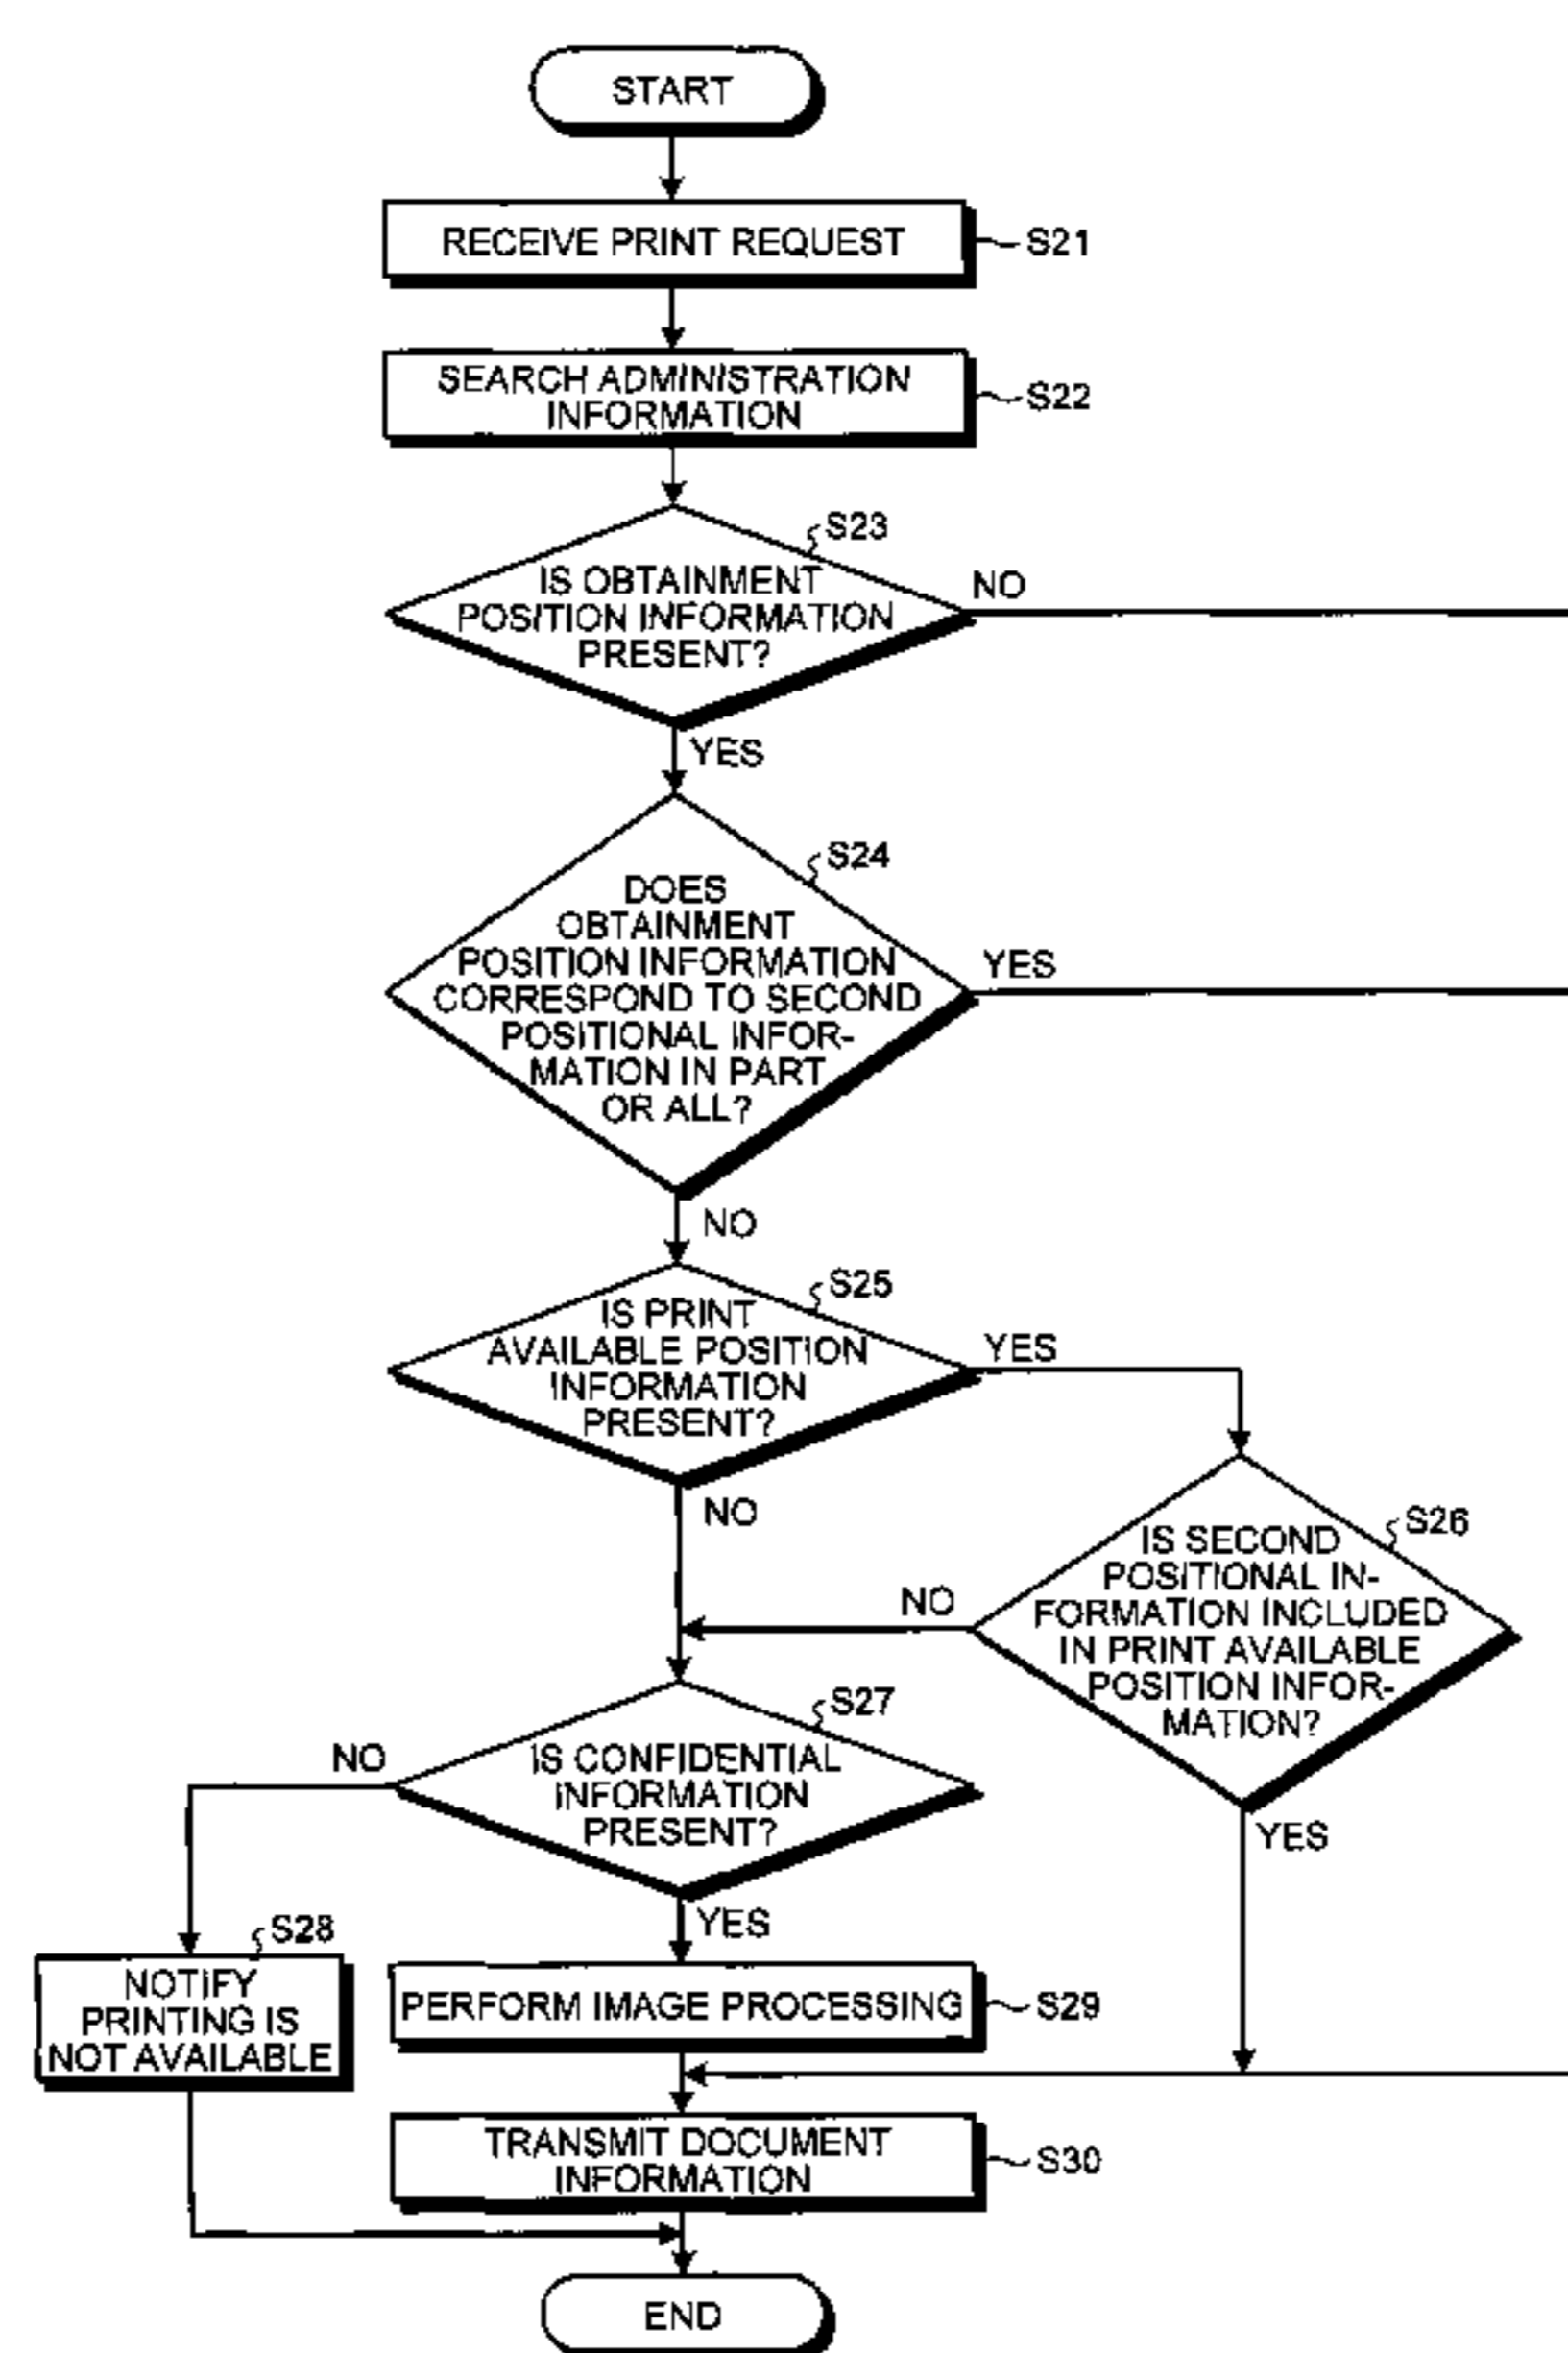 START
RECEIVE PRINT REQUEST
S21
SEARCH ADMINISTRATION
INFORMATION
S22
S23
IS OBTAINMENT
POSITION INFORMATION
PRESENT?
NO
YES
S24
DOES
OBTAINMENT
POSITION INFORMATION
CORRESPOND TO SECOND
POSITIONAL INFOR-
MATION IN PART
OR ALL?
YES
NO
S25
IS PRINT
AVAILABLE POSITION
INFORMATION
PRESENT?
YES
NO
S26
IS SECOND
POSITIONAL IN-
FORMATION INCLUDED
IN PRINT AVAILABLE
POSITION INFOR-
MATION?
NO
YES
S27
IS CONFIDENTIAL
INFORMATION
PRESENT?
NO
YES
S28
NOTIFY
PRINTING IS
NOT AVAILABLE
PERFORM IMAGE PROCESSING
S29
TRANSMIT DOCUMENT
INFORMATION
S30
END